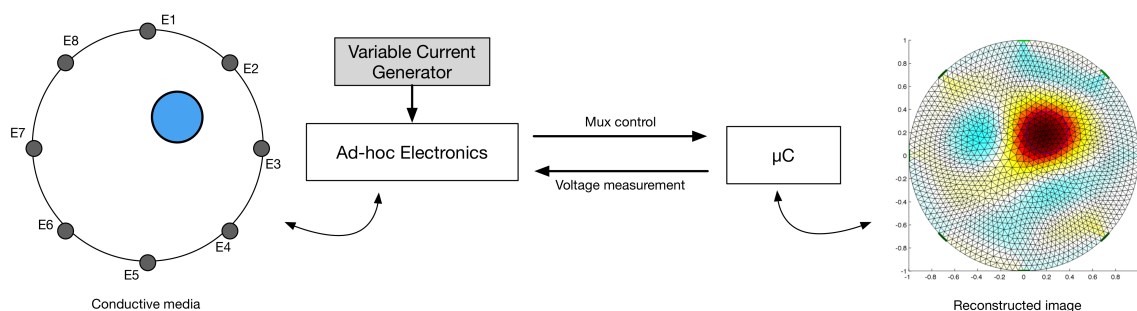 E1
E8
E2
E7
E3
E6
E4
E5
Conductive media
Variable Current
Generator
Ad-hoc Electronics
Mux control
Voltage measurement
µC
1
0.8
0.6
0.4
0.2
0
-0.2
-0.4
-0.6
-0.8
-1
-1 -0.8 -0.6 -0.4 -0.2 0 0.2 0.4 0.6 0.8
Reconstructed image